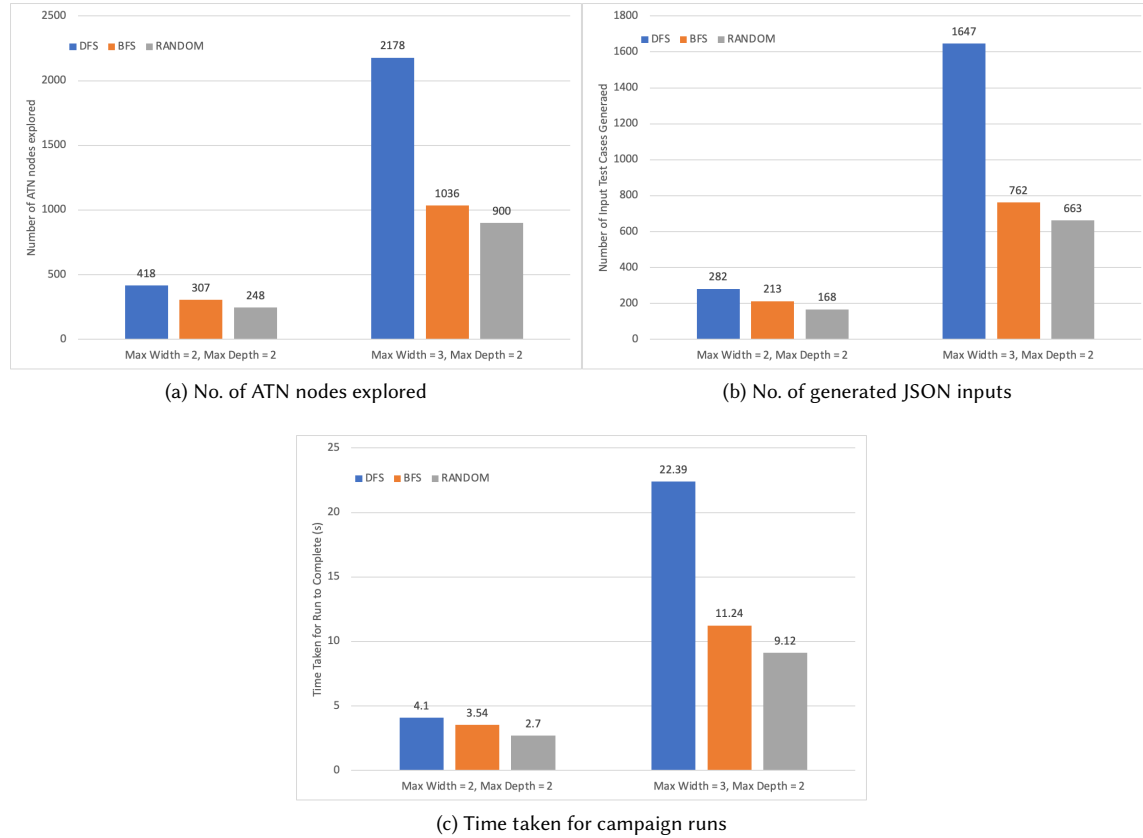 2500
DFS BFS RANDOM
2178
2000
1500
1036
1000
900
500
418
307
248
0
Number of ATN nodes explored
Max Width = 2, Max Depth = 2
Max Width = 3, Max Depth = 2
(a) No. of ATN nodes explored
1800
1647
1600
DFS BFS RANDOM
1400
1200
1000
800
762
663
600
400
282
213
168
200
0
Number of Input Test Cases Generaed
Max Width = 2, Max Depth = 2
Max Width = 3, Max Depth = 2
(b) No. of generated JSON inputs
25
22.39
DFS BFS RANDOM
20
15
11.24
10
9.12
5
4.1
3.54
2.7
0
Time Taken for Run to Complete (s)
Max Width = 2, Max Depth = 2
Max Width = 3, Max Depth = 2
(c) Time taken for campaign runs